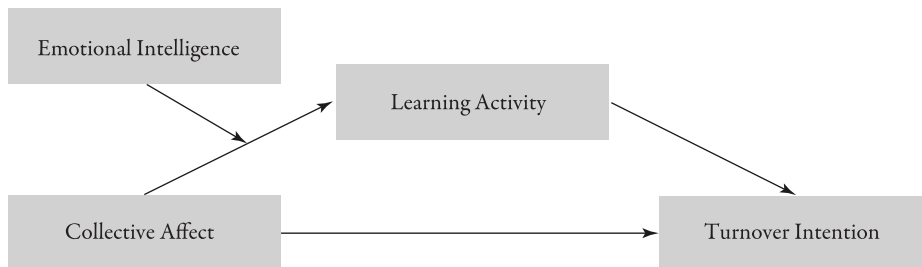 Emotional Intelligence
Learning Activity
Collective Affect
Turnover Intention